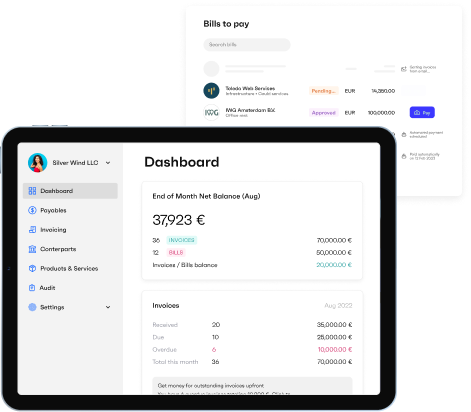 Bills to pay
Search bills
Getting invoices
from email...
Toledo Web Services
Infrastructure + Could services
Pending...
EUR
14,350.00
IWG
IWG Amsterdam B.V.
Office rent
Approved
EUR
100,000.00
Pay
Automated payment
scheduled
Paid automatically
on 12 Feb 2023
Silver Wind LLC
Dashboard
Payables
Invoicing
Conterparts
Products & Services
Audit
Settings
Dashboard
End of Month Net Balance (Aug)
37,923 €
36 INVOICES 70,000.00 €
12 BILLS 50,000.00 €
Invoices / Bills balance 20,000.00 €
Invoices Aug 2022
Received 20 35,000.00 €
Due 10 25,000.00 €
Overdue 6 10,000.00 €
Total this month 36 70,000.00 €
Get money for outstanding invoices upfront